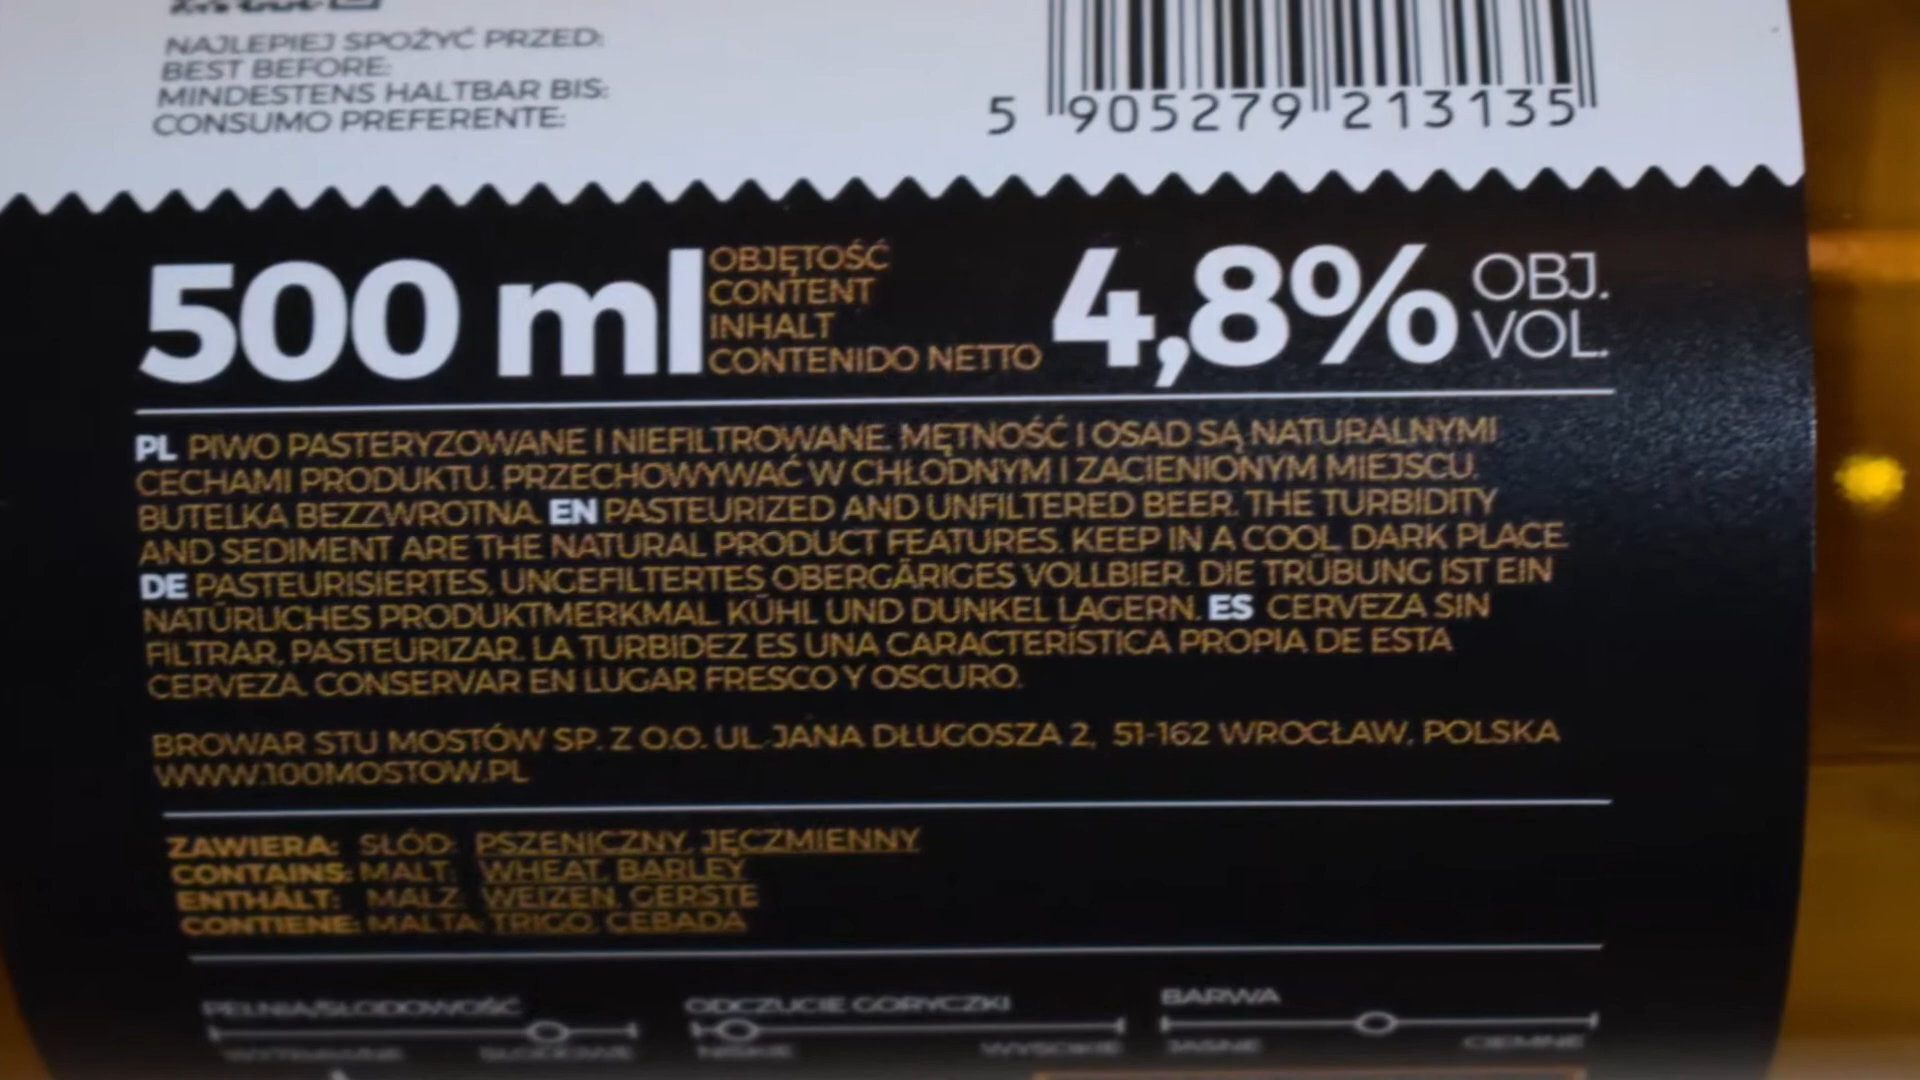 NAJLEPIEJ SPOŻYĆ PRZED:
BEST BEFORE:
MINDESTENS HALTBAR BIS:
CONSUMO PREFERENTE:
5 905279 213135
500 ml
OBJĘTOŚĆ
CONTENT
INHALT
CONTENIDO NETTO
4,8%
OBJ.
VOL.
PL PIWO PASTERYZOWANE I NIEFILTROWANE. MĘTNOŚĆ I OSAD SĄ NATURALNYMI
CECHAMI PRODUKTU. PRZECHOWYWAĆ W CHŁODNYM I ZACIENIONYM MIEJSCU.
BUTELKA BEZZWROTNA. EN PASTEURIZED AND UNFILTERED BEER. THE TURBIDITY
AND SEDIMENT ARE THE NATURAL PRODUCT FEATURES. KEEP IN A COOL, DARK PLACE.
DE PASTEURISIERTES, UNGEFILTERTES OBERGÄRIGES VOLLBIER. DIE TRÜBUNG IST EIN
NATÜRLICHES PRODUKTMERKMAL. KÜHL UND DUNKEL LAGERN. ES CERVEZA SIN
FILTRAR, PASTEURIZAR. LA TURBIDEZ ES UNA CARACTERÍSTICA PROPIA DE ESTA
CERVEZA. CONSERVAR EN LUGAR FRESCO Y OSCURO.
BROWAR STU MOSTÓW SP. Z O.O. UL. JANA DŁUGOSZA 2, 51-162 WROCŁAW, POLSKA
WWW.100MOSTOW.PL
ZAWIERA: SŁÓD: PSZENICZNY, JĘCZMIENNY
CONTAINS: MALT: WHEAT, BARLEY
ENTHÄLT: MALZ: WEIZEN, GERSTE
CONTIENE: MALTA: TRIGO, CEBADA
PEŁNIA/SŁODOWOŚĆ
ODCZUCIE GORYCZKI
BARWA
WYTRAWNE SŁODOWE
NISKIE WYSOKIE
JASNE CIEMNE